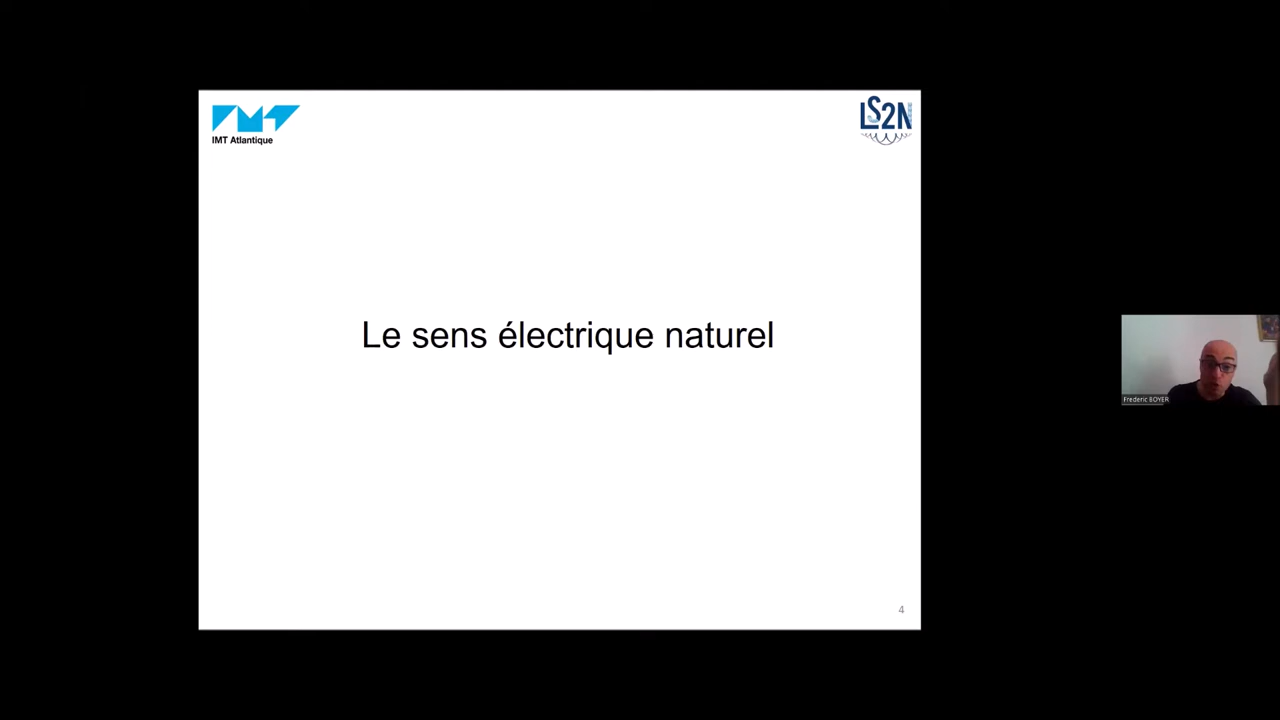 IMT Atlantique
LS2N
Le sens électrique naturel
4
Frederic BOYER